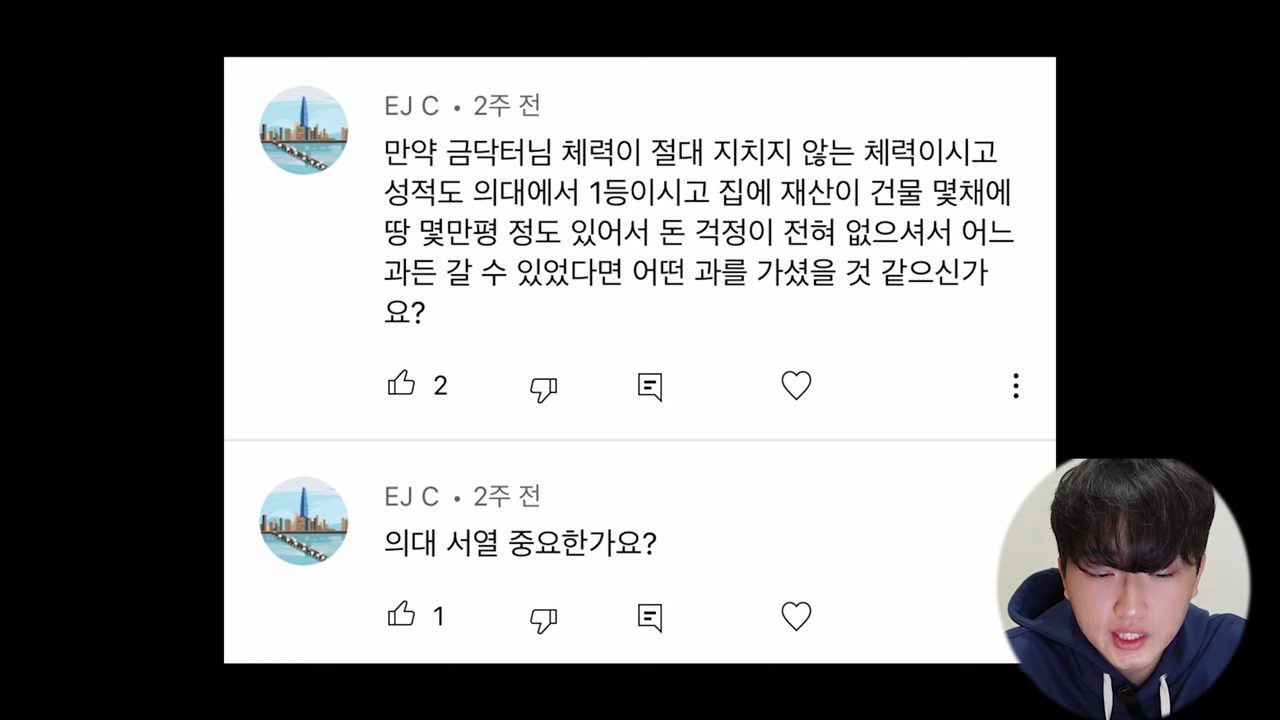 EJ C • 2주 전
만약 금닥터님 체력이 절대 지치지 않는 체력이시고
성적도 의대에서 1등이시고 집에 재산이 건물 몇채에
땅 몇만평 정도 있어서 돈 걱정이 전혀 없으셔서 어느
과든 갈 수 있었다면 어떤 과를 가셨을 것 같으신가
요?
2
EJ C • 2주 전
의대 서열 중요한가요?
1